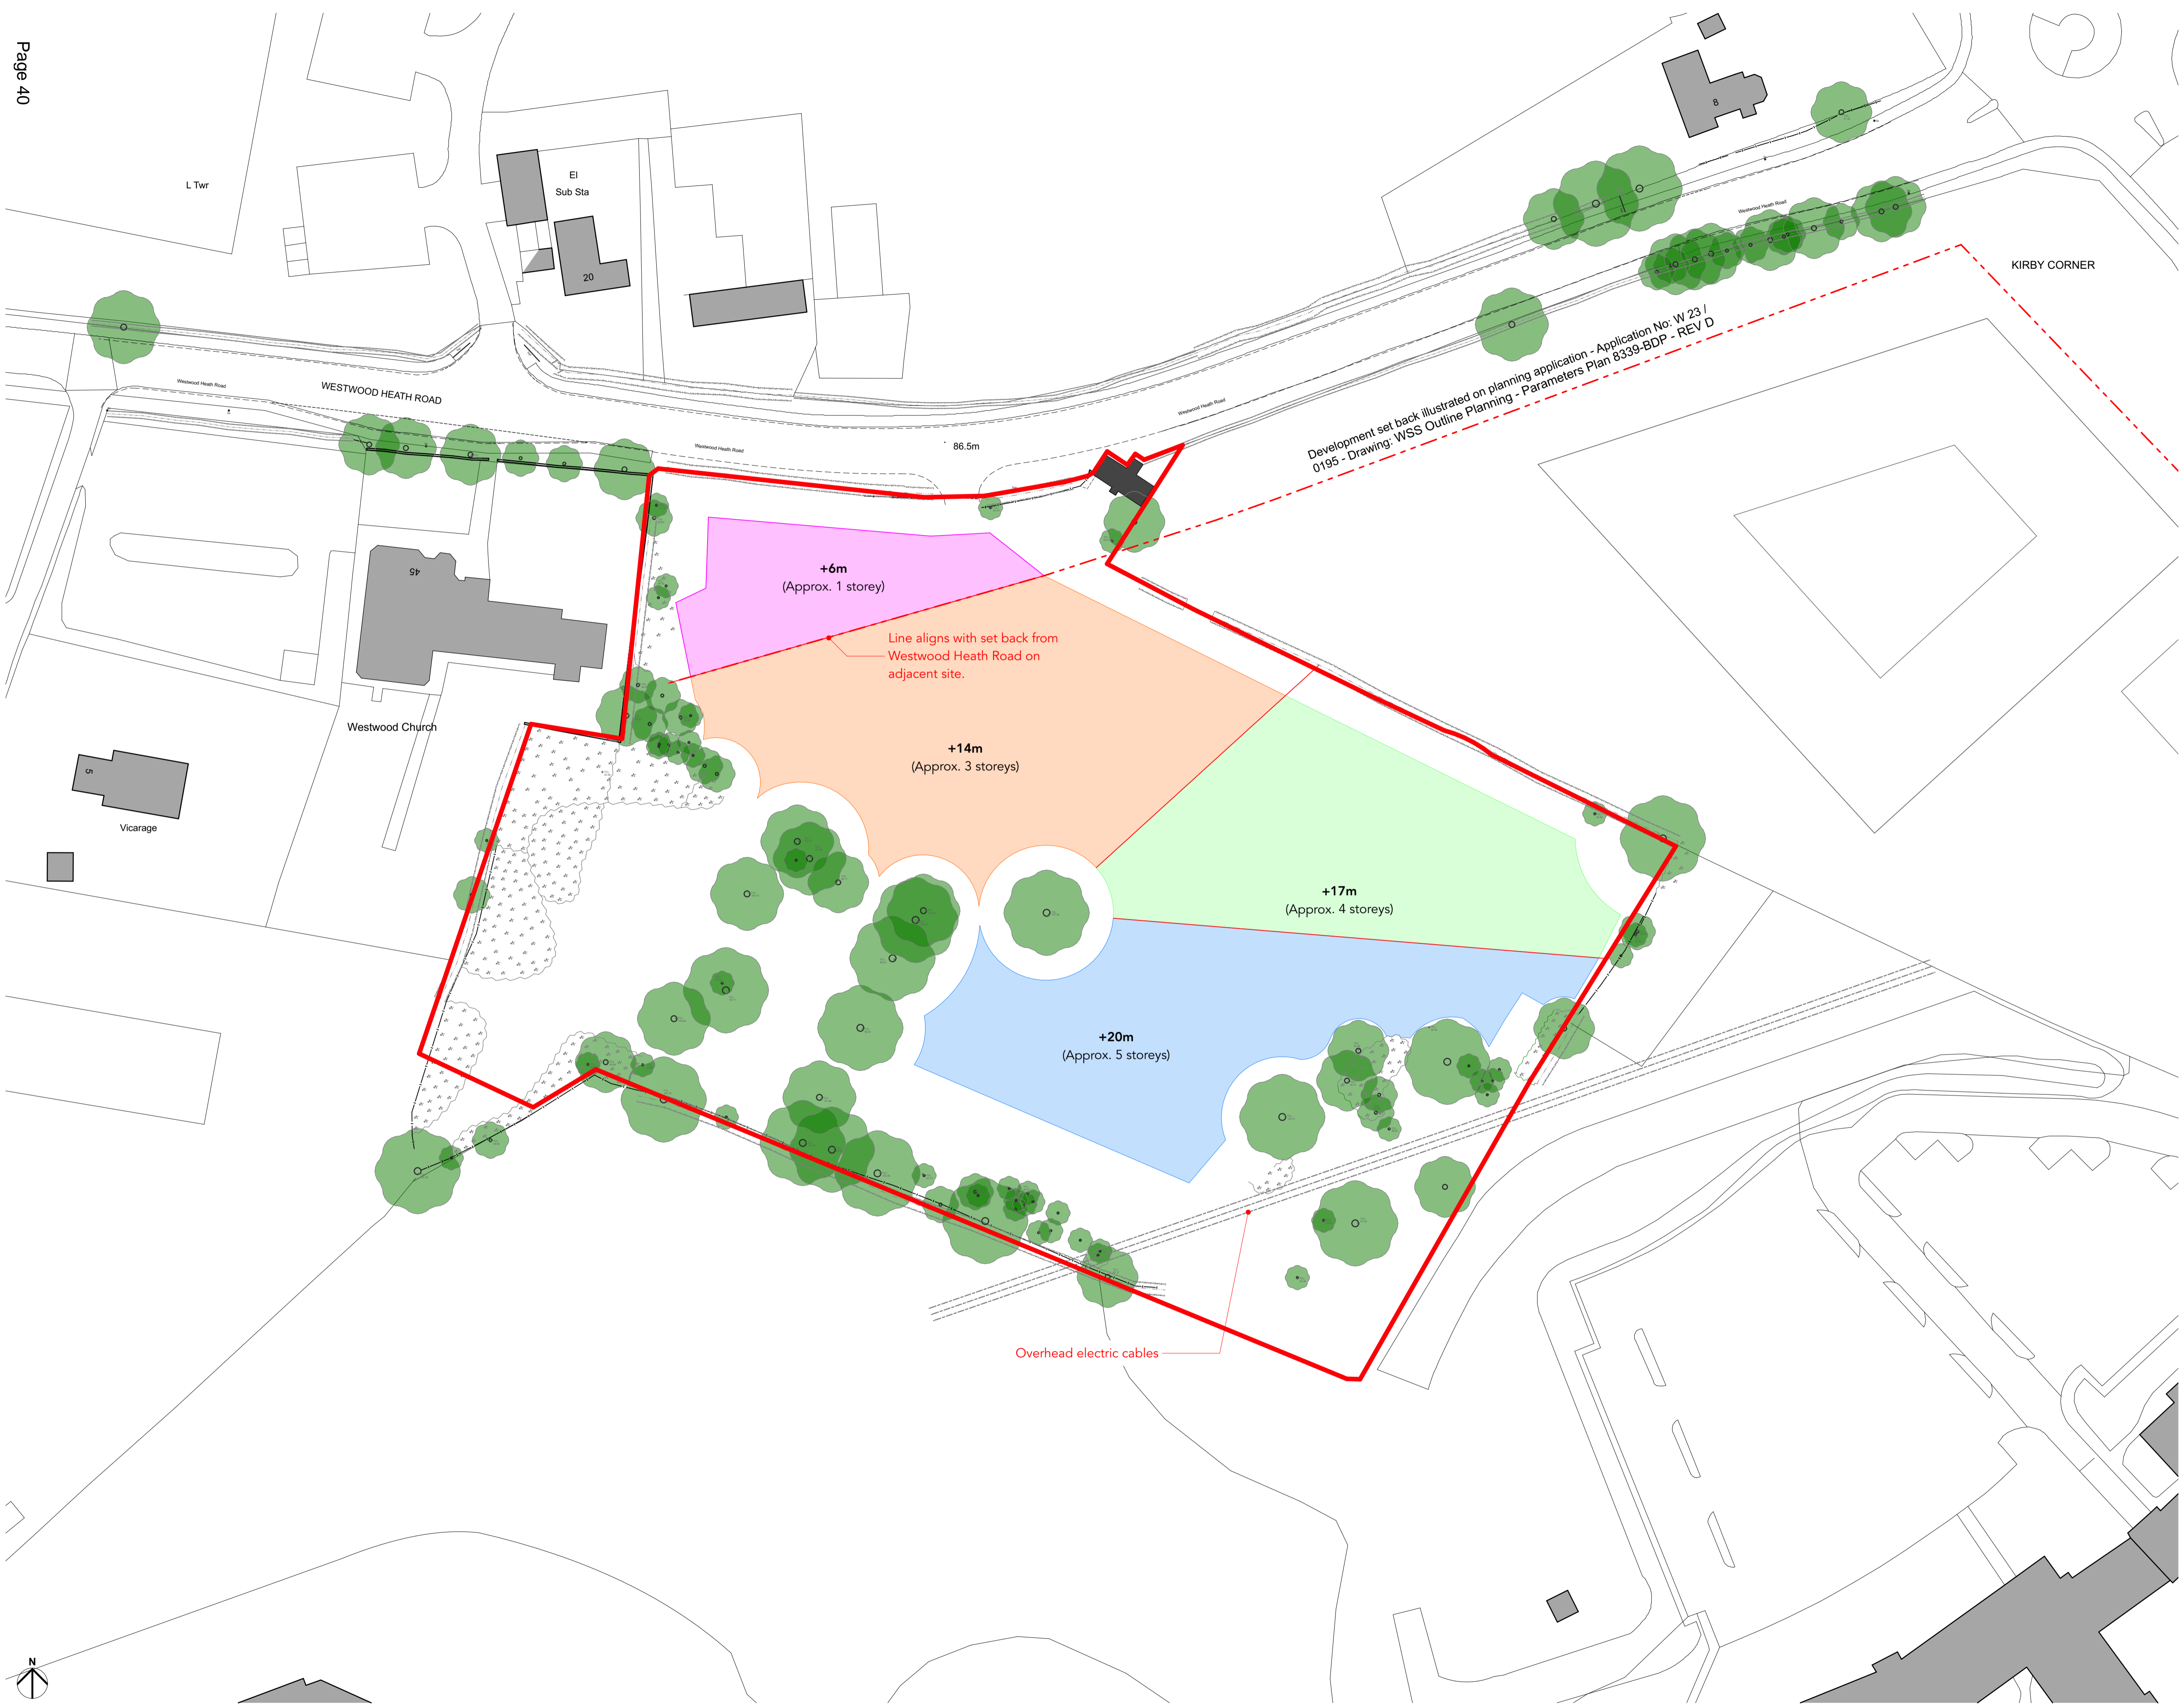 Page 40
L Twr
El
Sub Sta
20
8
Westwood Heath Road
KIRBY CORNER
Development set back illustrated on planning application - Application No: W 23 /
0195 - Drawing: WSS Outline Planning - Parameters Plan 8339-BDP - REV D
Westwood Heath Road
WESTWOOD HEATH ROAD
Westwood Heath Road
Westwood Heath Road
86.5m
45
+6m
(Approx. 1 storey)
Line aligns with set back from
Westwood Heath Road on
adjacent site.
Westwood Church
5
Vicarage
+14m
(Approx. 3 storeys)
+17m
(Approx. 4 storeys)
+20m
(Approx. 5 storeys)
Overhead electric cables
N